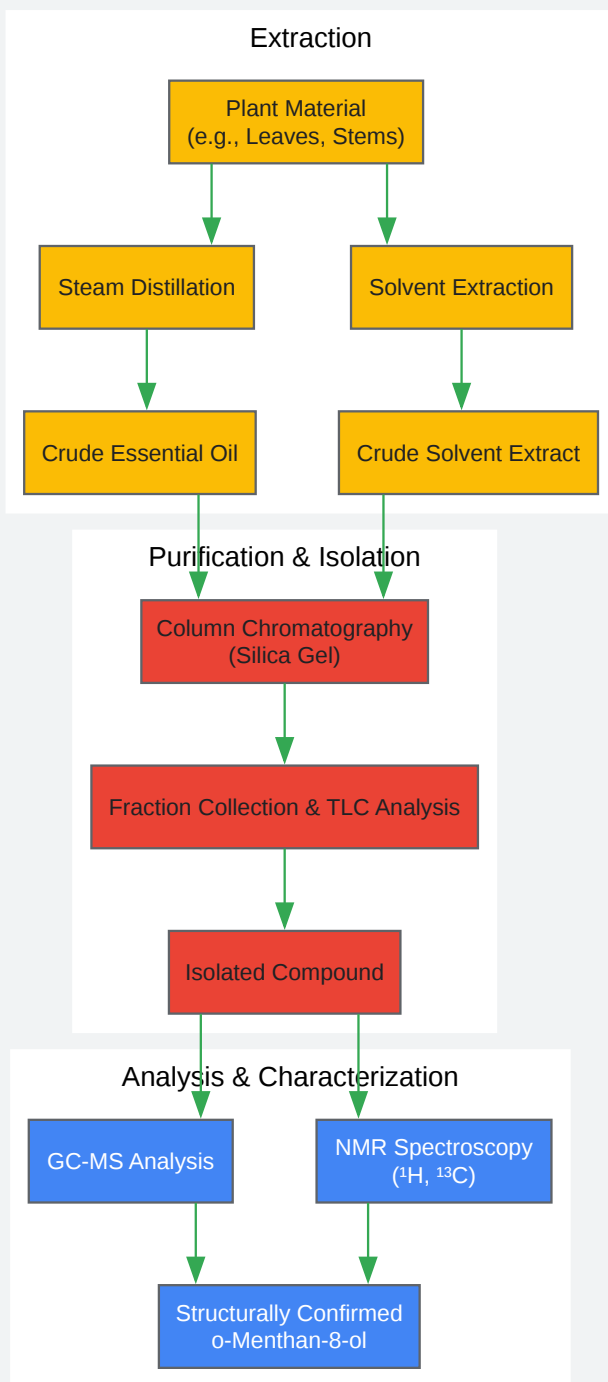 Extraction
Plant Material
(e.g., Leaves, Stems)
Steam Distillation
Solvent Extraction
Crude Essential Oil
Crude Solvent Extract
Purification & Isolation
Column Chromatography
(Silica Gel)
Fraction Collection & TLC Analysis
Isolated Compound
Analysis & Characterization
GC-MS Analysis
NMR Spectroscopy
(¹H, ¹³C)
Structurally Confirmed
o-Menthan-8-ol